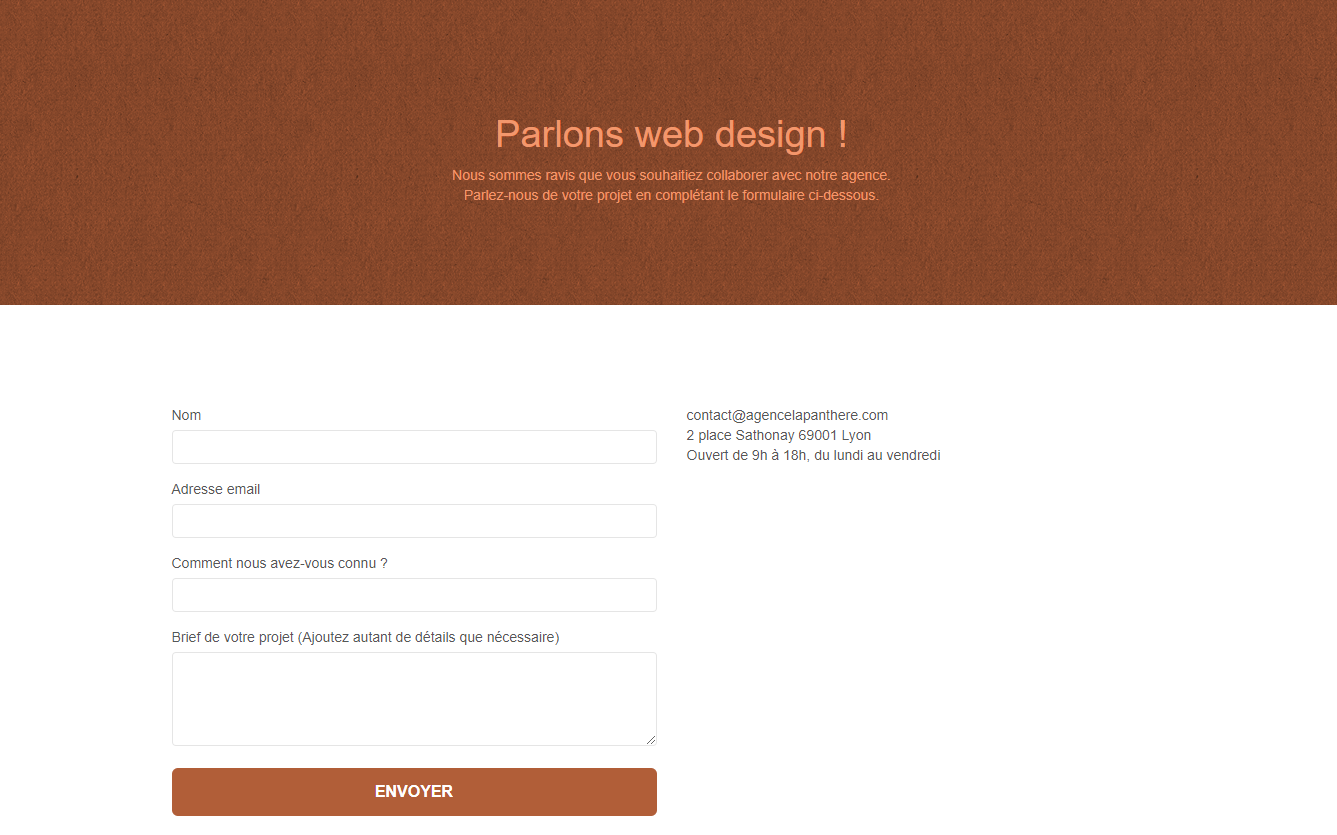 Parlons web design !
Nous sommes ravis que vous souhaitiez collaborer avec notre agence.
Parlez-nous de votre projet en complétant le formulaire ci-dessous.
Nom
Adresse email
Comment nous avez-vous connu ?
Brief de votre projet (Ajoutez autant de détails que nécessaire)
ENVOYER
contact@agencelapanthere.com
2 place Sathonay 69001 Lyon
Ouvert de 9h à 18h, du lundi au vendredi